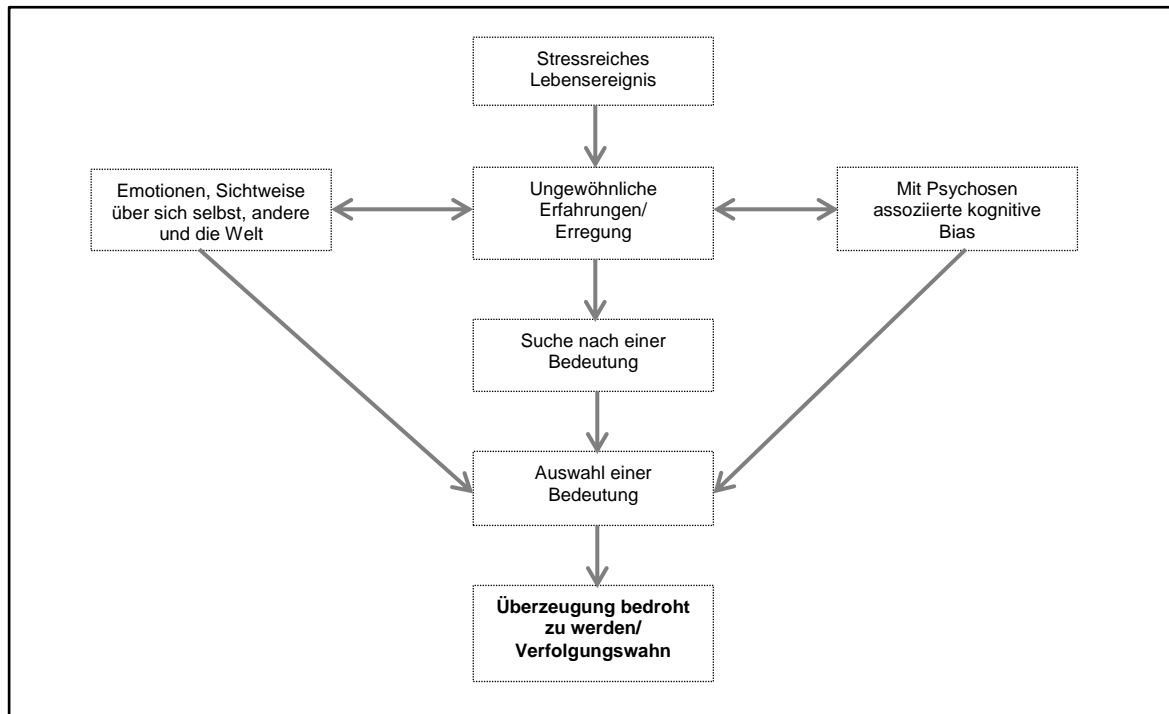 Stressreiches
Lebensereignis
Emotionen, Sichtweise
über sich selbst, andere
und die Welt
Ungewöhnliche
Erfahrungen/
Erregung
Mit Psychosen
assoziierte kognitive
Bias
Suche nach einer
Bedeutung
Auswahl einer
Bedeutung
Überzeugung bedroht
zu werden/
Verfolgungswahn